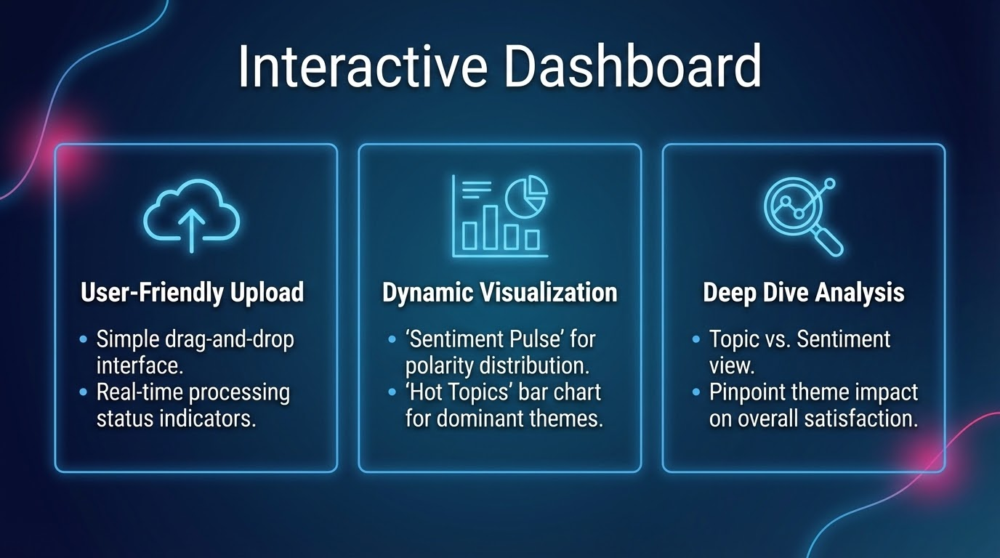 Interactive Dashboard
User-Friendly Upload
• Simple drag-and-drop
interface.
• Real-time processing
status indicators.
Dynamic Visualization
• ‘Sentiment Pulse’ for
polarity distribution.
• ‘Hot Topics’ bar chart
for dominant themes.
Deep Dive Analysis
• Topic vs. Sentiment
view.
• Pinpoint theme impact
on overall satisfaction.